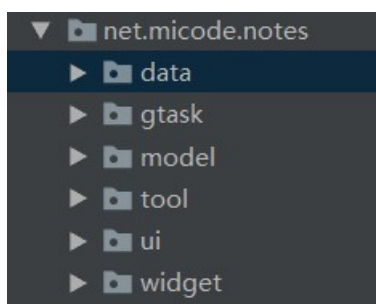 net.micode.notes
data
gtask
model
tool
ui
widget